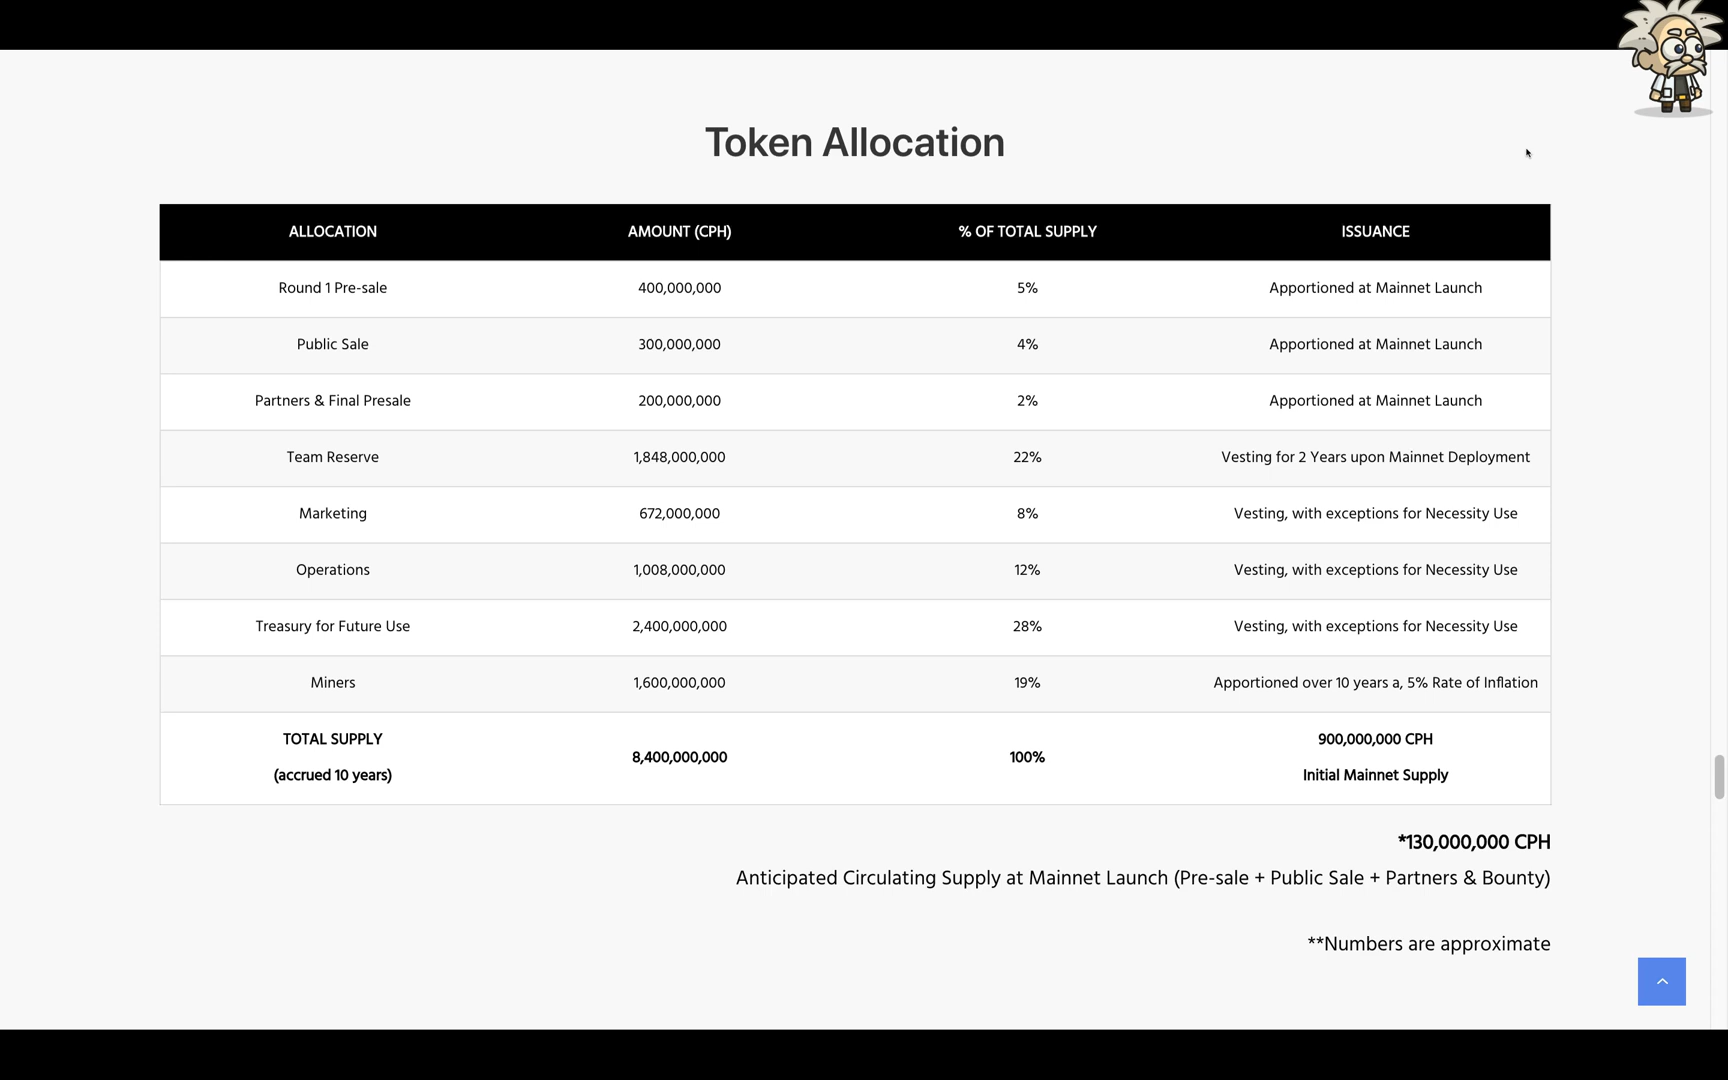 Token Allocation
ALLOCATION AMOUNT (CPH) % OF TOTAL SUPPLY ISSUANCE
Round 1 Pre-sale 400,000,000 5% Apportioned at Mainnet Launch
Public Sale 300,000,000 4% Apportioned at Mainnet Launch
Partners & Final Presale 200,000,000 2% Apportioned at Mainnet Launch
Team Reserve 1,848,000,000 22% Vesting for 2 Years upon Mainnet Deployment
Marketing 672,000,000 8% Vesting, with exceptions for Necessity Use
Operations 1,008,000,000 12% Vesting, with exceptions for Necessity Use
Treasury for Future Use 2,400,000,000 28% Vesting, with exceptions for Necessity Use
Miners 1,600,000,000 19% Apportioned over 10 years a, 5% Rate of Inflation
TOTAL SUPPLY
(accrued 10 years)
8,400,000,000
100%
900,000,000 CPH
Initial Mainnet Supply
*130,000,000 CPH
Anticipated Circulating Supply at Mainnet Launch (Pre-sale + Public Sale + Partners & Bounty)
**Numbers are approximate